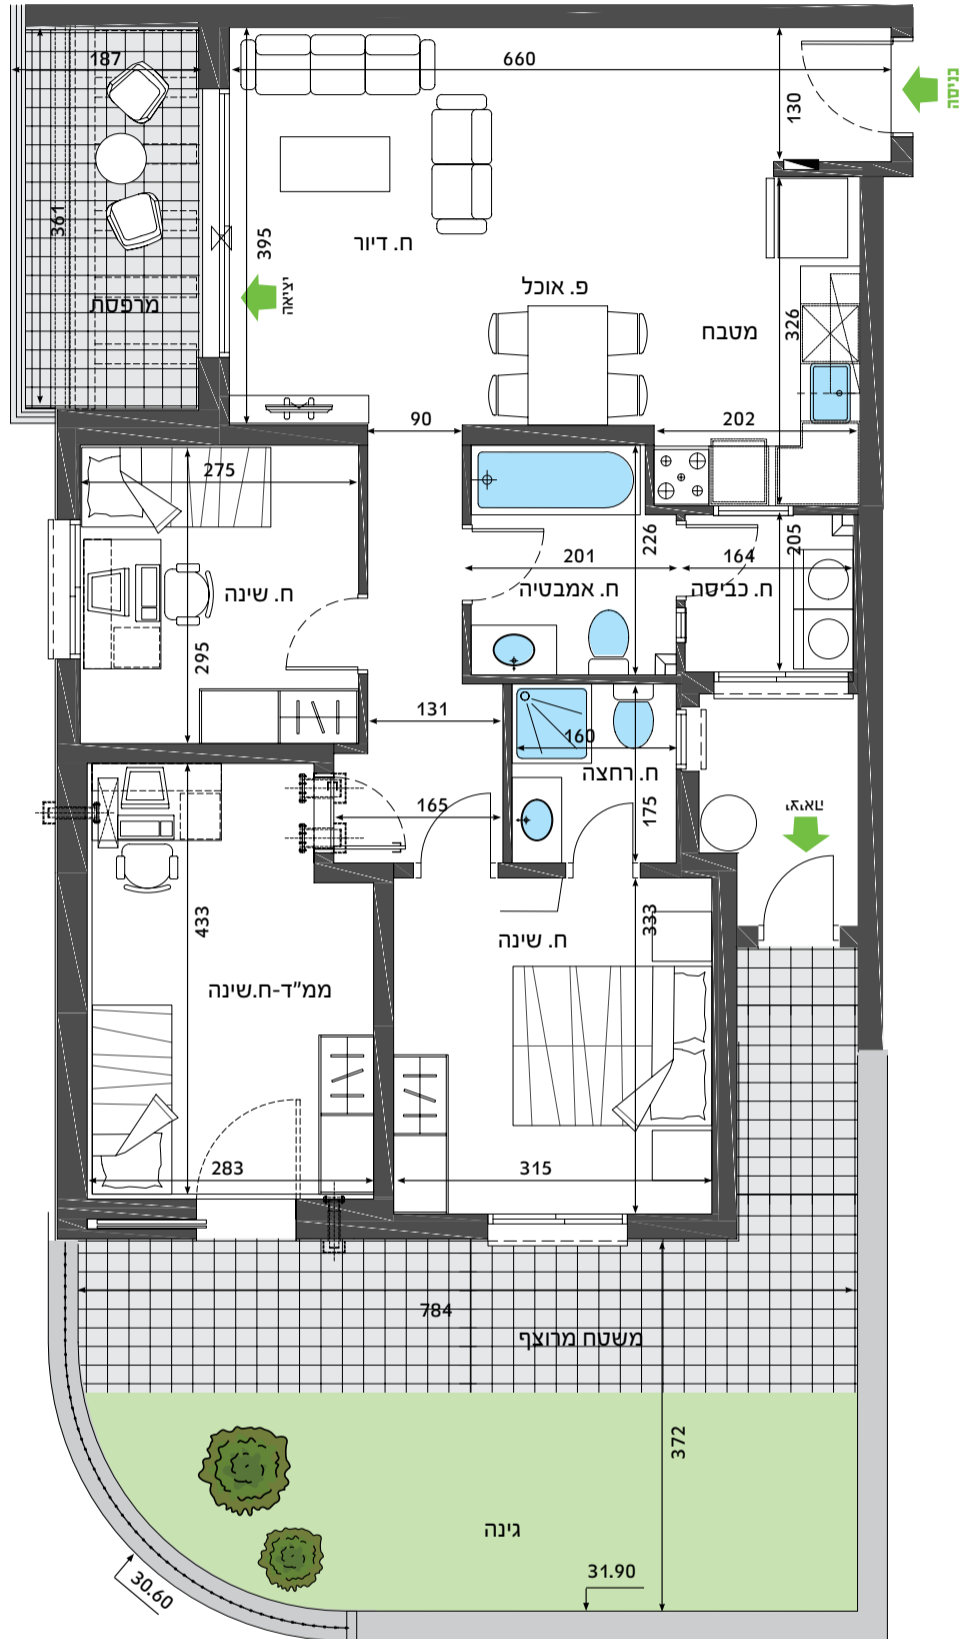 187
660
כניסה
130
361
395
ח. דיור
יציאה
פ. אוכל
מרפסת
מטבח
326
90
202
275
226
205
201
164
ח. שינה
ח. אמבטיה
ח. כביסה
295
131
160
ח. רחצה
165
175
433
333
ח. שינה
ממ״ד-ח.שינה
283
315
784
משטח מרוצף
372
גינה
31.90
30.60